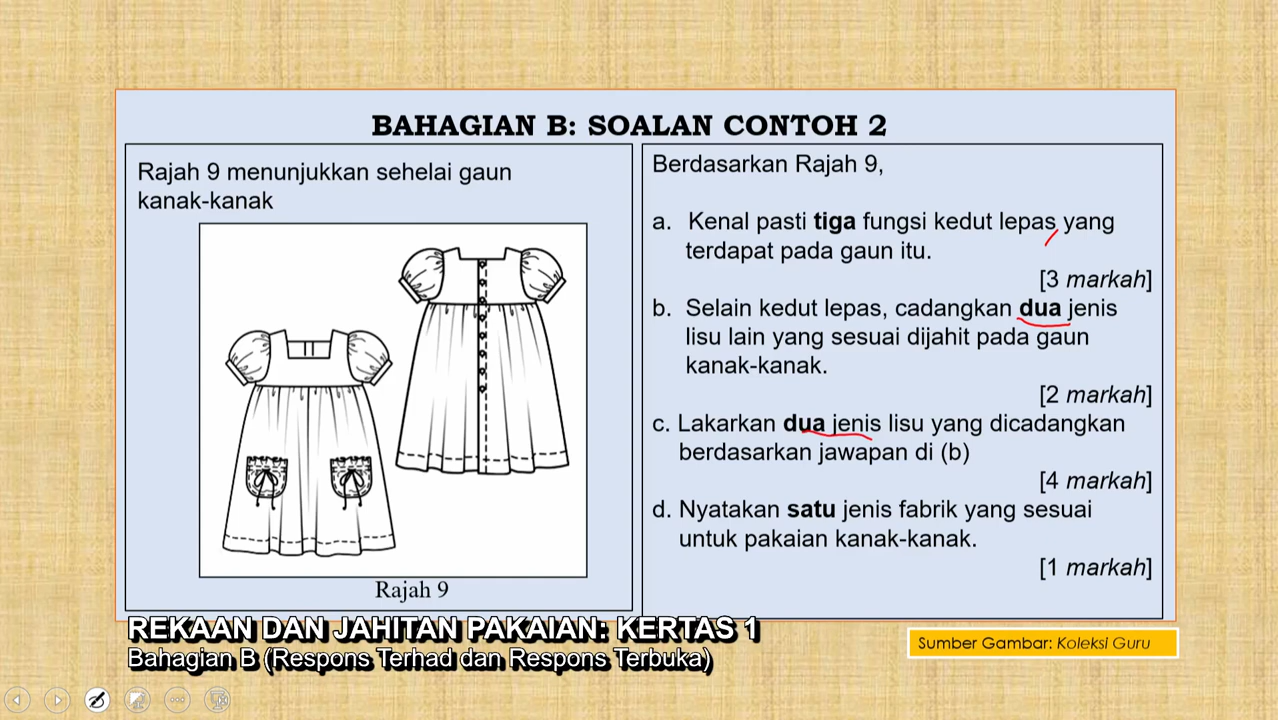 BAHAGIAN B: SOALAN CONTOH 2
Rajah 9 menunjukkan sehelai gaun
kanak-kanak
Rajah 9
Berdasarkan Rajah 9,
a. Kenal pasti tiga fungsi kedut lepas yang
terdapat pada gaun itu.
[3 markah]
b. Selain kedut lepas, cadangkan dua jenis
lisu lain yang sesuai dijahit pada gaun
kanak-kanak.
[2 markah]
c. Lakarkan dua jenis lisu yang dicadangkan
berdasarkan jawapan di (b)
[4 markah]
d. Nyatakan satu jenis fabrik yang sesuai
untuk pakaian kanak-kanak.
[1 markah]
REKAAN DAN JAHITAN PAKAIAN: KERTAS 1
Bahagian B (Respons Terhad dan Respons Terbuka)
Sumber Gambar: Koleksi Guru